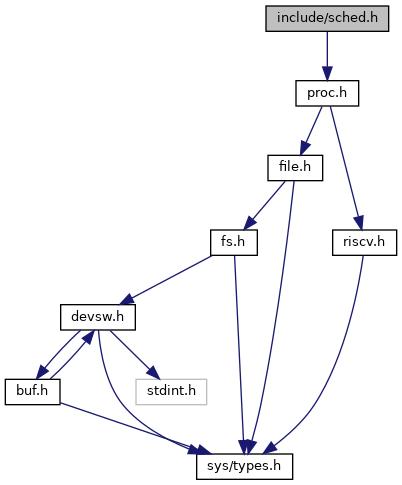 include/sched.h
proc.h
file.h
fs.h
riscv.h
devsw.h
buf.h
stdint.h
sys/types.h